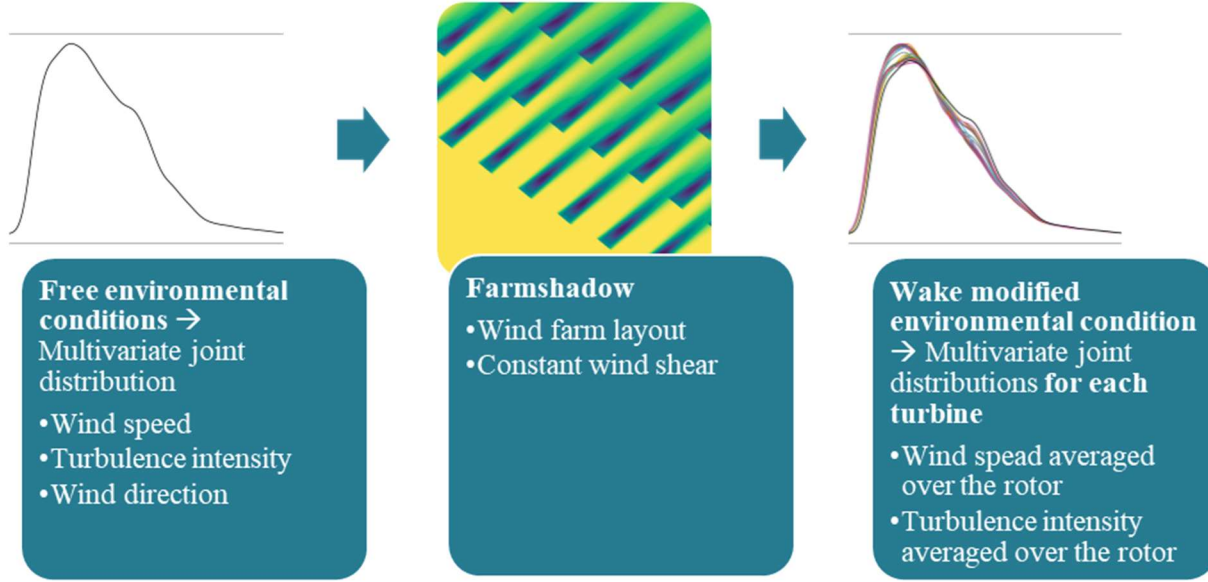 Free environmental
conditions →
Multivariate joint
distribution
•Wind speed
•Turbulence intensity
•Wind direction
Farmshadow
•Wind farm layout
•Constant wind shear
Wake modified
environmental condition
→ Multivariate joint
distributions for each
turbine
•Wind spead averaged
over the rotor
•Turbulence intensity
averaged over the rotor